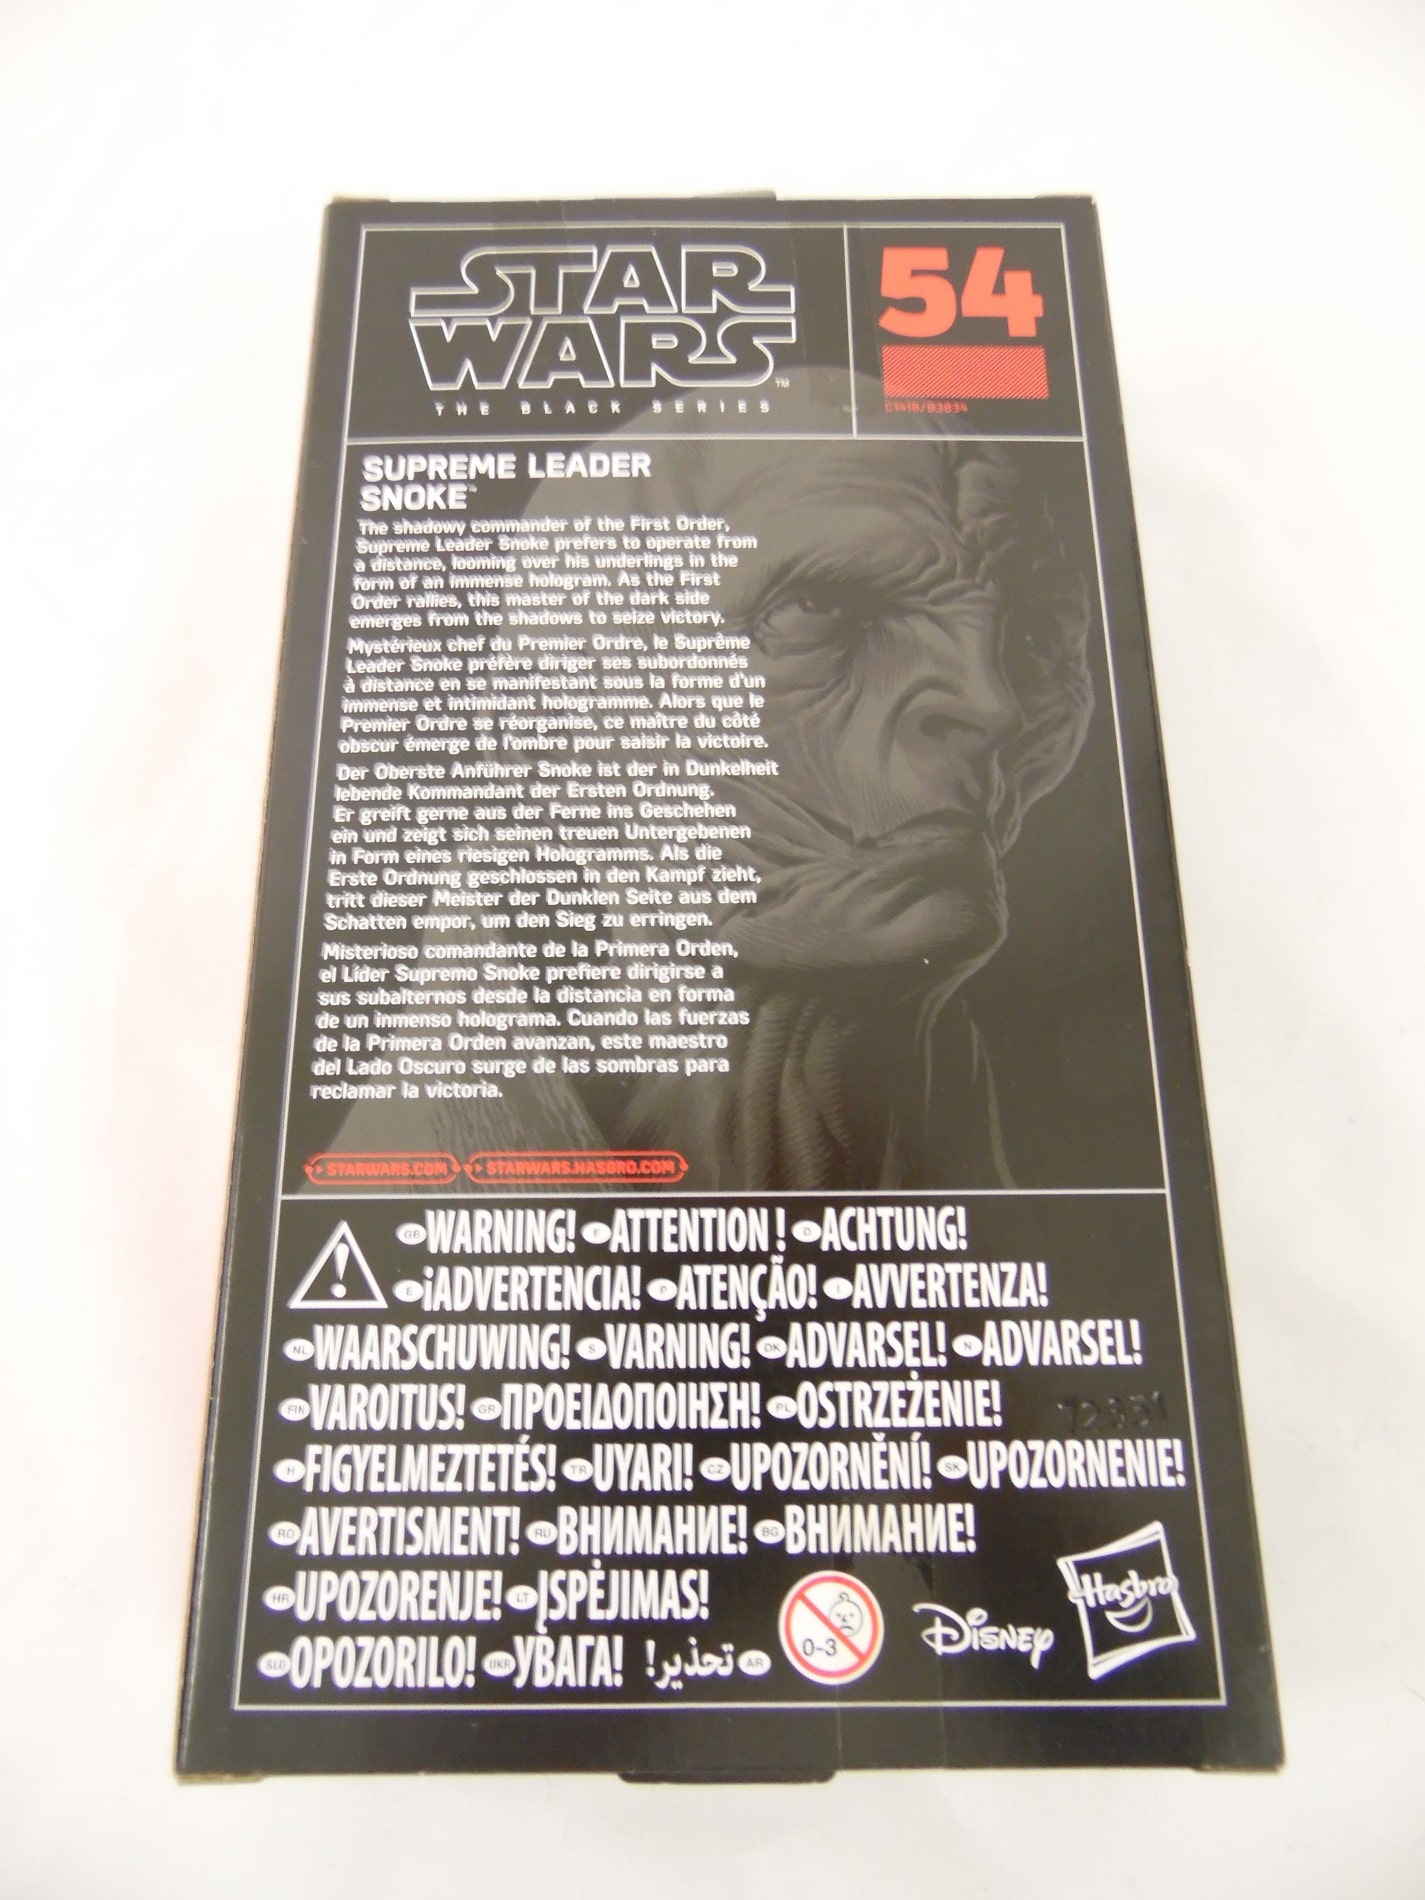 STAR
WARS™
THE BLACK SERIES
54
C1418/B3834
SUPREME LEADER
SNOKE™
The shadowy commander of the First Order,
Supreme Leader Snoke prefers to operate from
a distance, looming over his underlings in the
form of an immense hologram. As the First
Order rallies, this master of the dark side
emerges from the shadows to seize victory.
Mystérieux chef du Premier Ordre, le Suprême
Leader Snoke préfère diriger ses subordonnés
à distance en se manifestant sous la forme d'un
immense et intimidant hologramme. Alors que le
Premier Ordre se réorganise, ce maître du côté
obscur émerge de l'ombre pour saisir la victoire.
Der Oberste Anführer Snoke ist der in Dunkelheit
lebende Kommandant der Ersten Ordnung.
Er greift gerne aus der Ferne ins Geschehen
ein und zeigt sich seinen treuen Untergebenen
in Form eines riesigen Hologramms. Als die
Erste Ordnung geschlossen in den Kampf zieht,
tritt dieser Meister der Dunklen Seite aus dem
Schatten empor, um den Sieg zu erringen.
Misterioso comandante de la Primera Orden,
el Líder Supremo Snoke prefiere dirigirse a
sus subalternos desde la distancia en forma
de un inmenso holograma. Cuando las fuerzas
de la Primera Orden avanzan, este maestro
del Lado Oscuro surge de las sombras para
reclamar la victoria.
STARWARS.COM STARWARS.HASBRO.COM
GB WARNING! F ATTENTION ! D ACHTUNG!
E ¡ADVERTENCIA! P ATENÇÃO! I AVVERTENZA!
NL WAARSCHUWING! S VARNING! DK ADVARSEL! N ADVARSEL!
FIN VAROITUS! GR ΠΡΟΕΙΔΟΠΟΙΗΣΗ! PL OSTRZEŻENIE!
72331
H FIGYELMEZTETÉS! TR UYARI! CZ UPOZORNĚNÍ! SK UPOZORNENIE!
RO AVERTISMENT! RU ВНИМАНИЕ! BG ВНИМАНИЕ!
HR UPOZORENJE! LT ĮSPĖJIMAS!
SLO OPOZORILO! UKR УВАГА! AR تحذير!
0-3
Disney
Hasbro